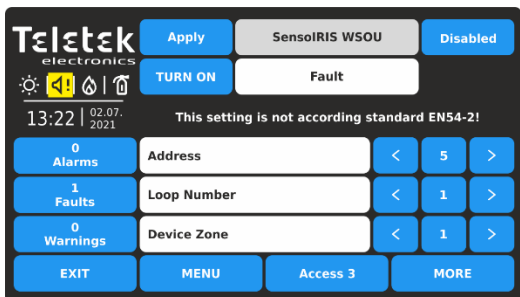 Teletek
electronics
Apply
SensoIRIS WSOU
Disabled
TURN ON
Fault
13:22
02.07.
2021
This setting is not according standard EN54-2!
0
Alarms
Address
<
5
>
1
Faults
Loop Number
<
1
>
0
Warnings
Device Zone
<
1
>
EXIT
MENU
Access 3
MORE